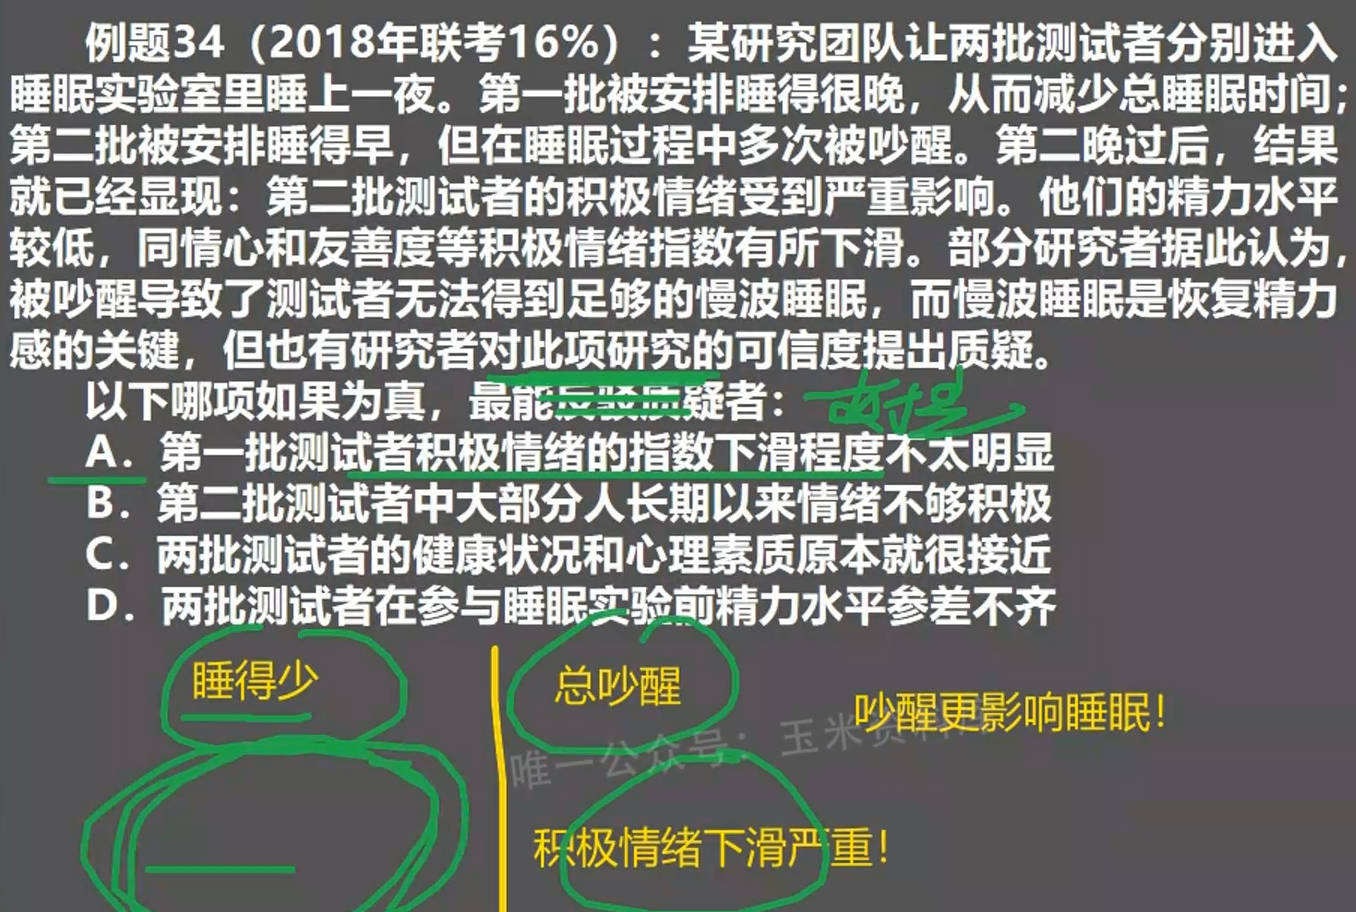 例题34（2018年联考16%）：某研究团队让两批测试者分别进入
睡眠实验室里睡上一夜。第一批被安排睡得很晚，从而减少总睡眠时间；
第二批被安排睡得早，但在睡眠过程中多次被吵醒。第二晚过后，结果
就已经显现：第二批测试者的积极情绪受到严重影响。他们的精力水平
较低，同情心和友善度等积极情绪指数有所下滑。部分研究者据此认为，
被吵醒导致了测试者无法得到足够的慢波睡眠，而慢波睡眠是恢复精力
感的关键，但也有研究者对此项研究的可信度提出质疑。
以下哪项如果为真，最能反驳质疑者：
A．第一批测试者积极情绪的指数下滑程度不太明显
B．第二批测试者中大部分人长期以来情绪不够积极
C．两批测试者的健康状况和心理素质原本就很接近
D．两批测试者在参与睡眠实验前精力水平参差不齐
睡得少
总吵醒
吵醒更影响睡眠！
唯一公众号：玉米资料
积极情绪下滑严重！